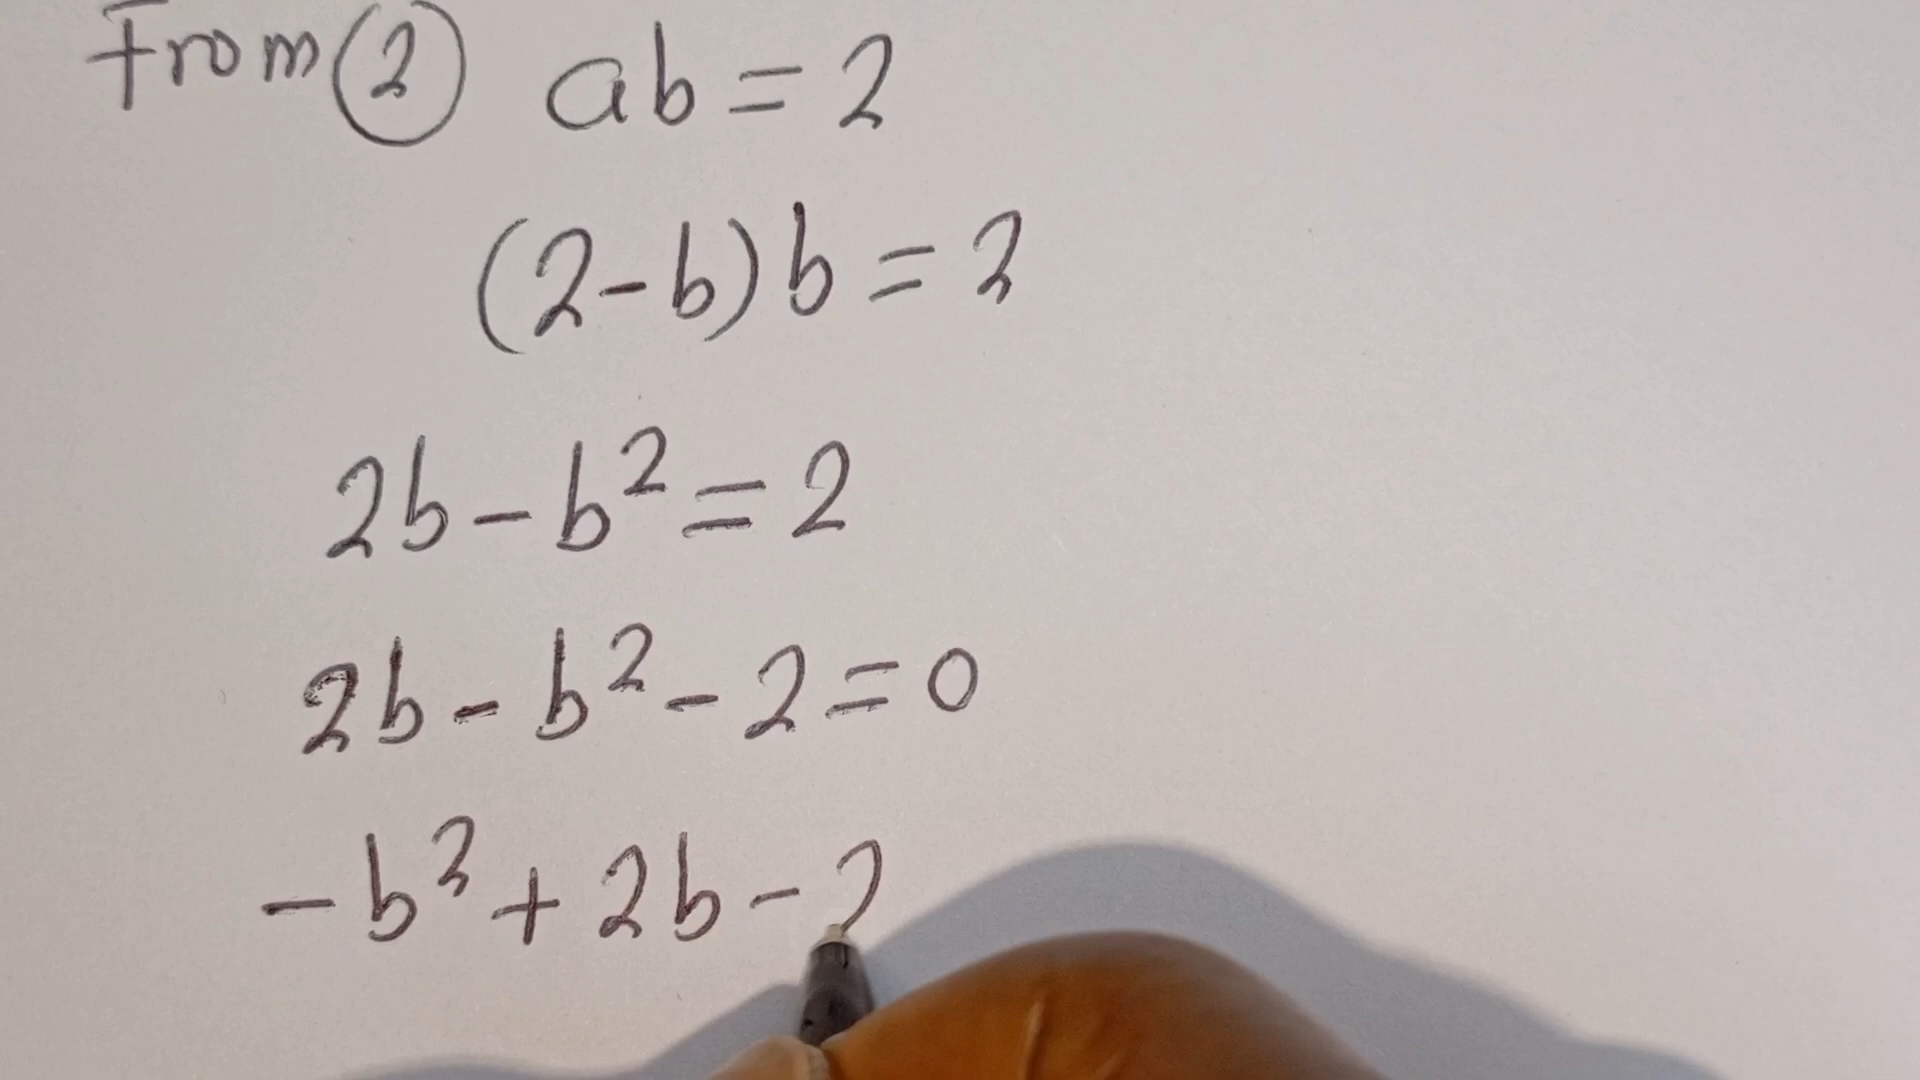 From ② ab = 2
(2-b)b = 2
2b - b² = 2
2b - b² - 2 = 0
- b² + 2b - 2